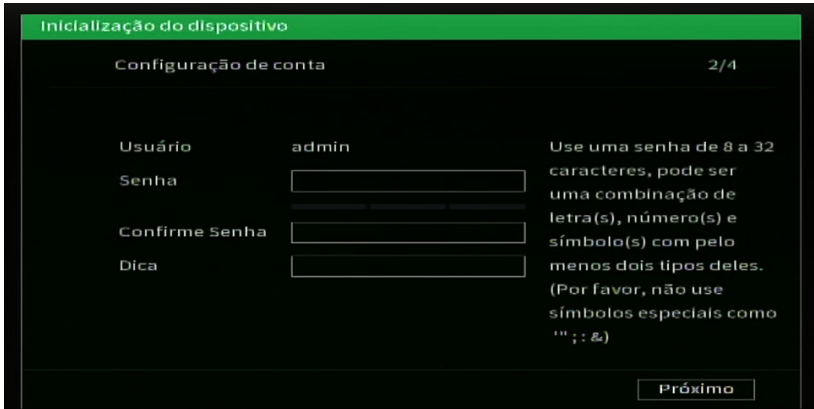 Inicialização do dispositivo
Configuração de conta 2/4
Usuário admin
Senha
Confirme Senha
Dica
Use uma senha de 8 a 32
caracteres, pode ser
uma combinação de
letra(s), número(s) e
símbolo(s) com pelo
menos dois tipos deles.
(Por favor, não use
símbolos especiais como
'" ; : &)
Próximo